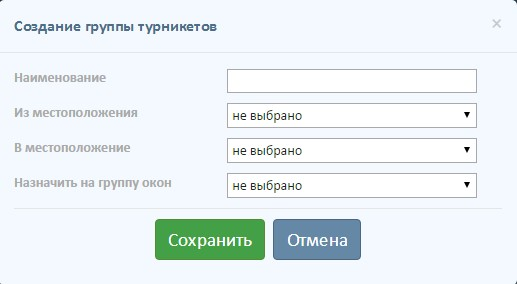 Создание группы турникетов ×
Наименование
Из местоположения не выбрано
В местоположение не выбрано
Назначить на группу окон не выбрано
Сохранить Отмена